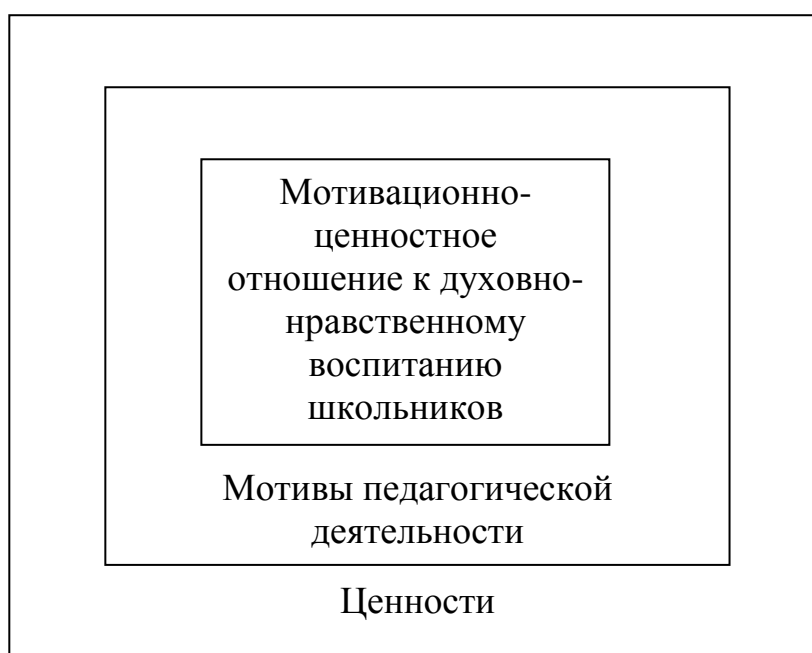 Мотивационно-
ценностное
отношение к духовно-
нравственному
воспитанию
школьников
Мотивы педагогической
деятельности
Ценности